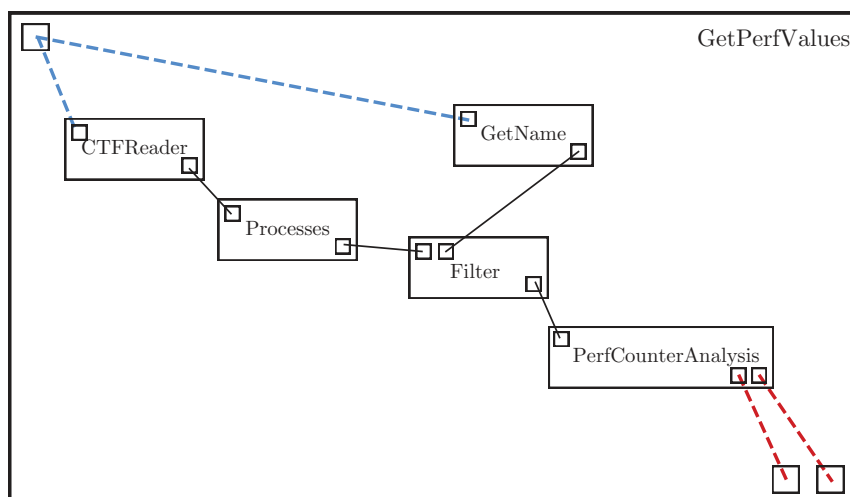 GetPerfValues
GetName
CTFReader
Processes
Filter
PerfCounterAnalysis